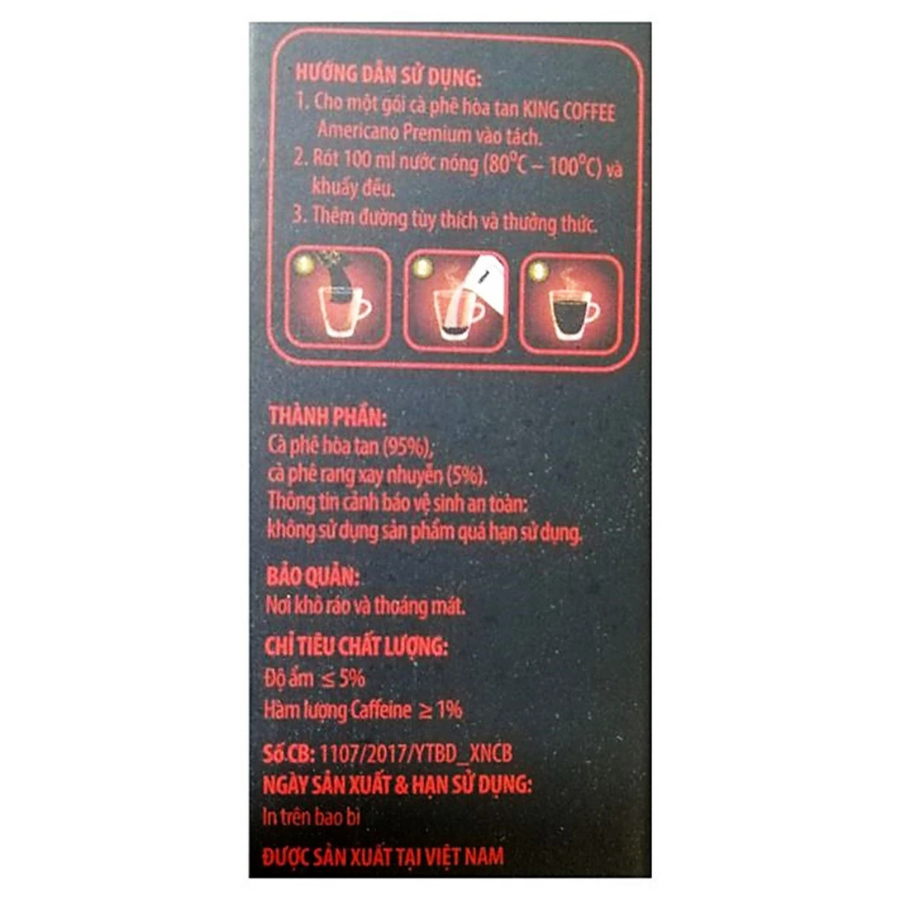 HƯỚNG DẪN SỬ DỤNG:
1. Cho một gói cà phê hòa tan KING COFFEE
Americano Premium vào tách.
2. Rót 100 ml nước nóng (80⁰C – 100⁰C) và
khuấy đều.
3. Thêm đường tùy thích và thưởng thức.
THÀNH PHẦN:
Cà phê hòa tan (95%);
cà phê rang xay nhuyễn (5%).
Thông tin cảnh báo vệ sinh an toàn:
không sử dụng sản phẩm quá hạn sử dụng.
BẢO QUẢN:
Nơi khô ráo và thoáng mát.
CHỈ TIÊU CHẤT LƯỢNG:
Độ ẩm ≤ 5%
Hàm lượng Caffeine ≥ 1%
Số CB: 1107/2017/YTBD_XNCB
NGÀY SẢN XUẤT & HẠN SỬ DỤNG:
In trên bao bì
ĐƯỢC SẢN XUẤT TẠI VIỆT NAM